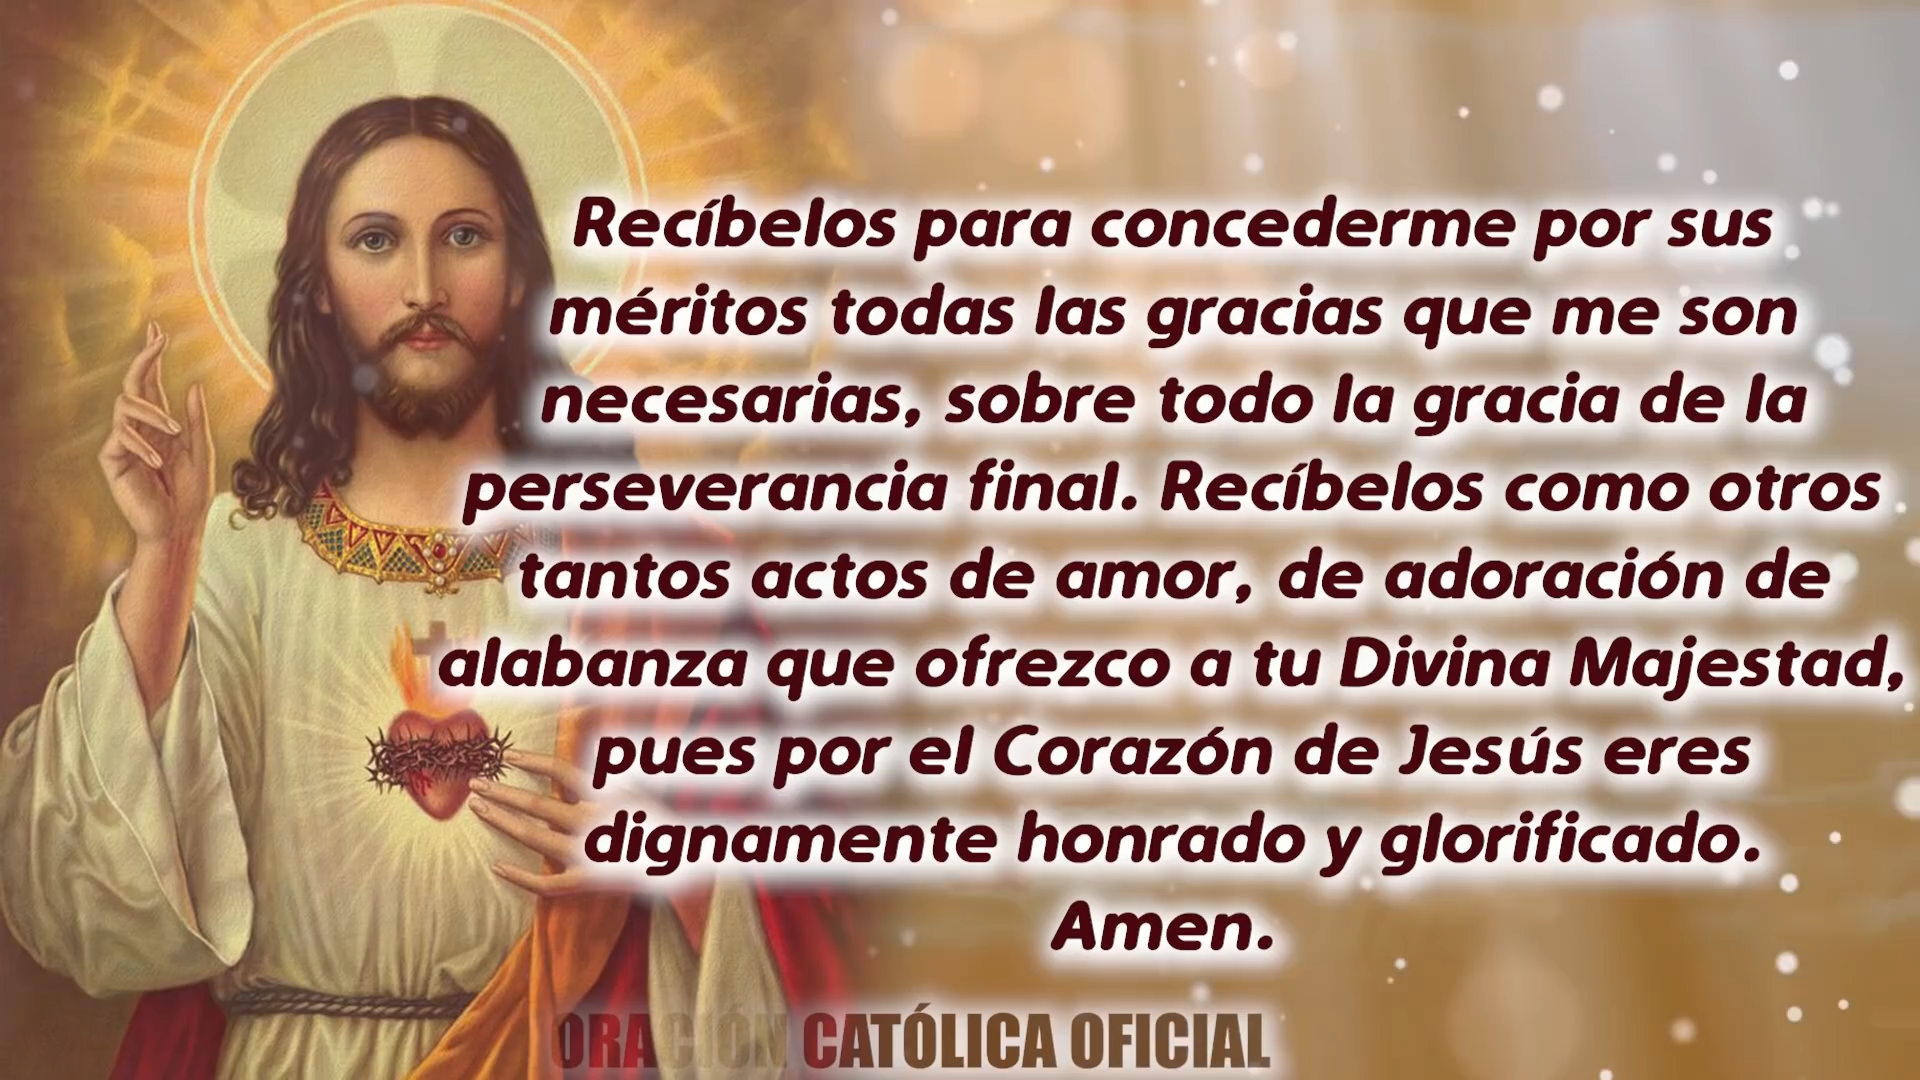 Recíbelos para concederme por sus
méritos todas las gracias que me son
necesarias, sobre todo la gracia de la
perseverancia final. Recíbelos como otros
tantos actos de amor, de adoración de
alabanza que ofrezco a tu Divina Majestad,
pues por el Corazón de Jesús eres
dignamente honrado y glorificado.
Amen.
ORACIÓN CATÓLICA OFICIAL